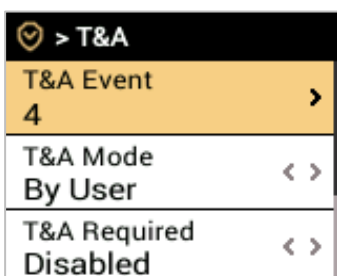 > T&A
T&A Event
4
T&A Mode
By User
T&A Required
Disabled